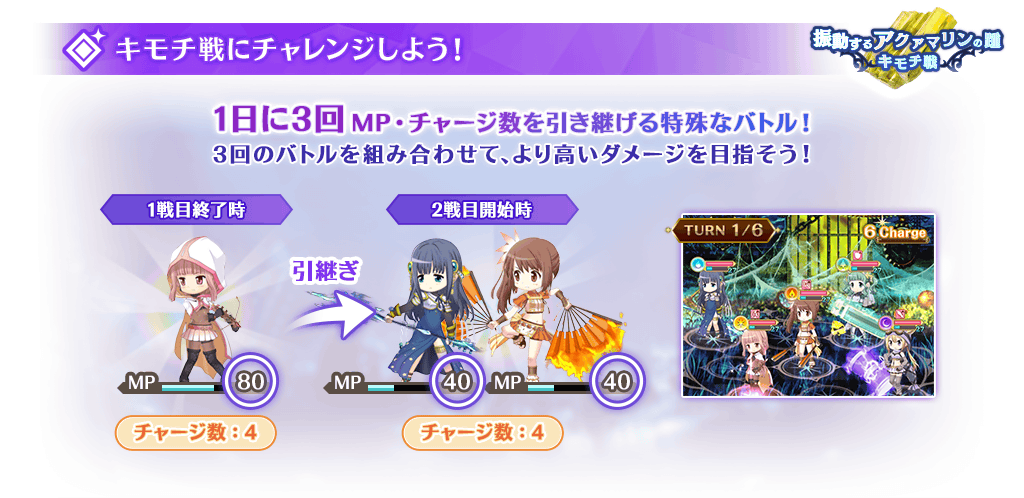 キモチ戦にチャレンジしよう!
振動するアクアマリンの謎
キモチ戦
1日に3回 MP・チャージ数を引き継げる特殊なバトル!
3回のバトルを組み合わせて、より高いダメージを目指そう!
1戦目終了時
2戦目開始時
引継ぎ
TURN 1/6
6 Charge
MP 80
MP 40
MP 40
チャージ数:4
チャージ数:4